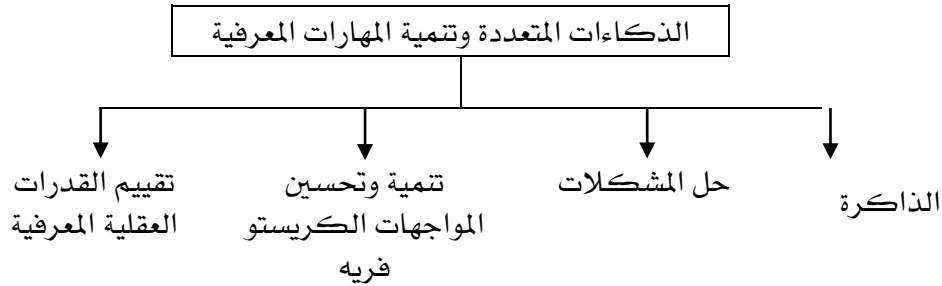 الذكاءات المتعددة وتنمية المهارات المعرفية
الذاكرة
حل المشكلات
تنمية وتحسين
المواجهات الكريستو
فريه
تقييم القدرات
العقلية المعرفية